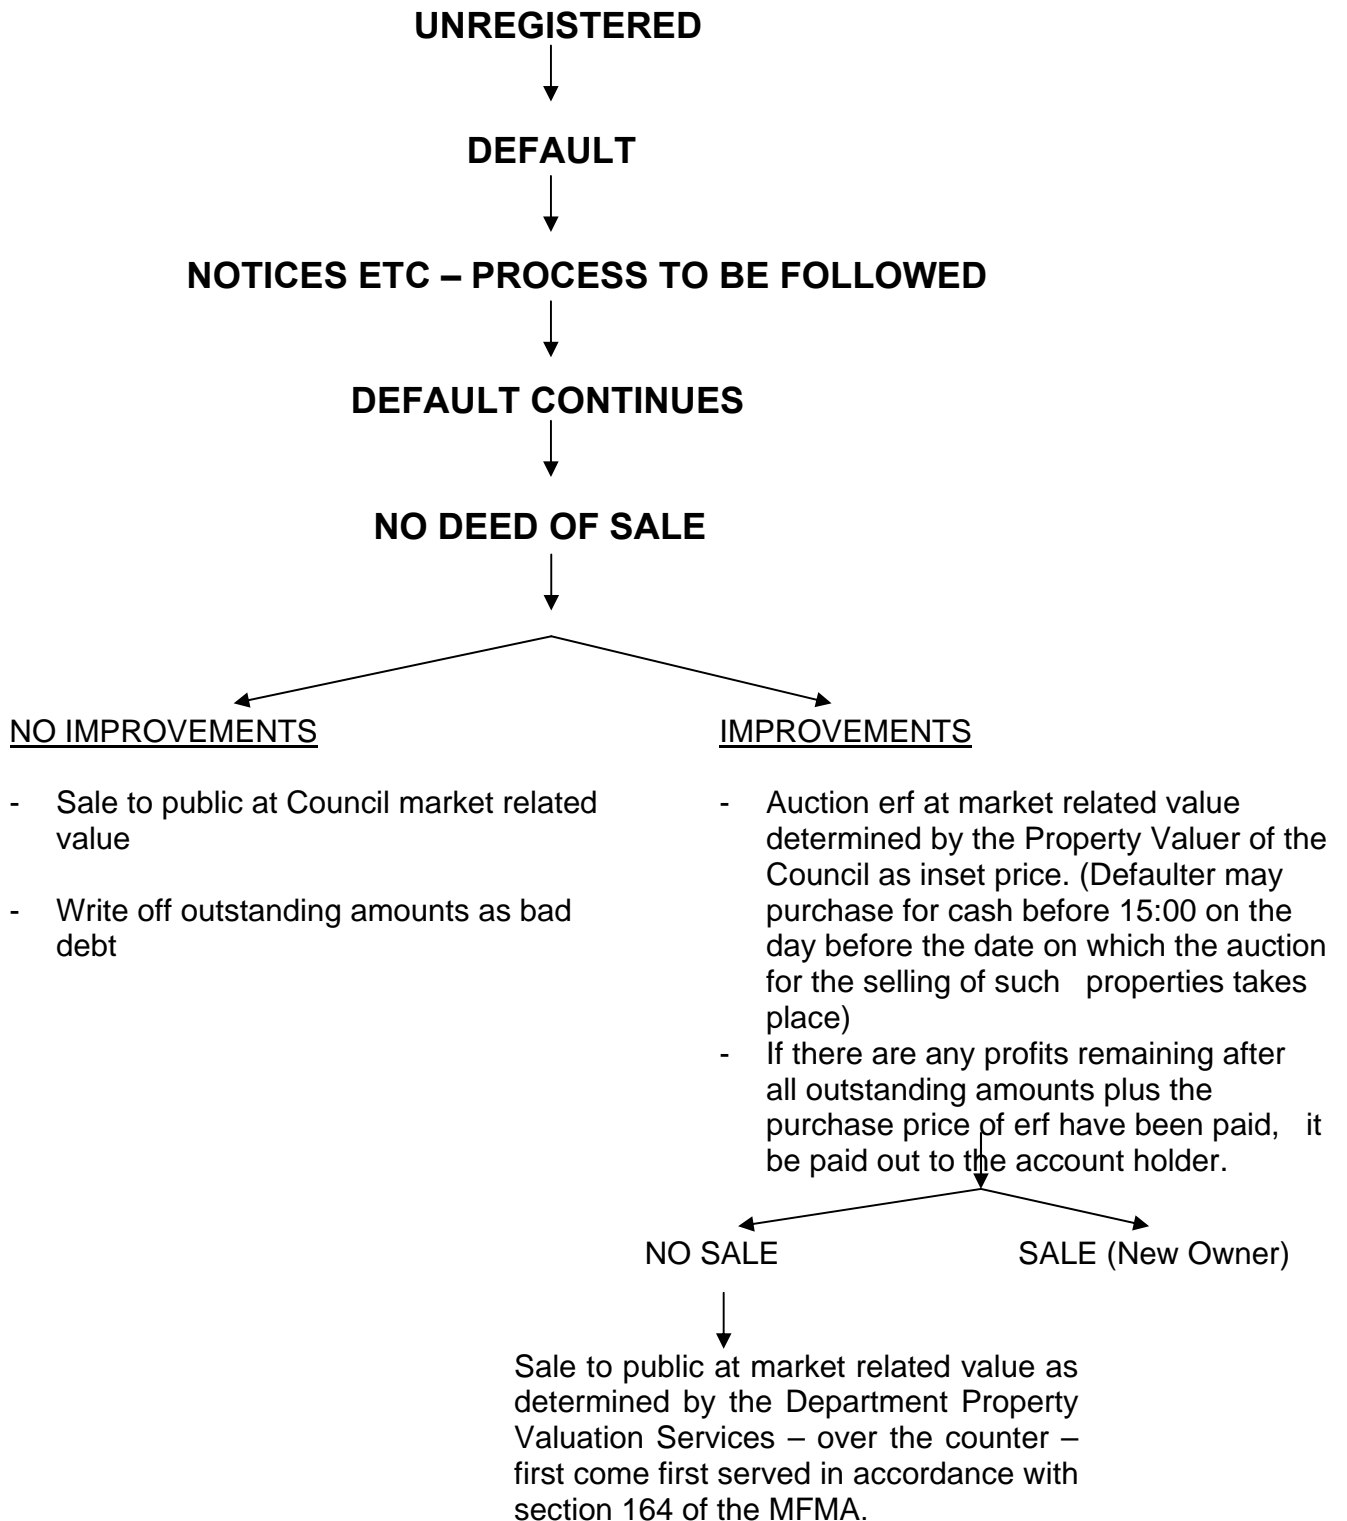 UNREGISTERED
DEFAULT
NOTICES ETC – PROCESS TO BE FOLLOWED
DEFAULT CONTINUES
NO DEED OF SALE
NO IMPROVEMENTS
- Sale to public at Council market related
value
- Write off outstanding amounts as bad
debt
IMPROVEMENTS
- Auction erf at market related value
determined by the Property Valuer of the
Council as inset price. (Defaulter may
purchase for cash before 15:00 on the
day before the date on which the auction
for the selling of such properties takes
place)
- If there are any profits remaining after
all outstanding amounts plus the
purchase price of erf have been paid, it
be paid out to the account holder.
NO SALE
SALE (New Owner)
Sale to public at market related value as
determined by the Department Property
Valuation Services – over the counter –
first come first served in accordance with
section 164 of the MFMA.